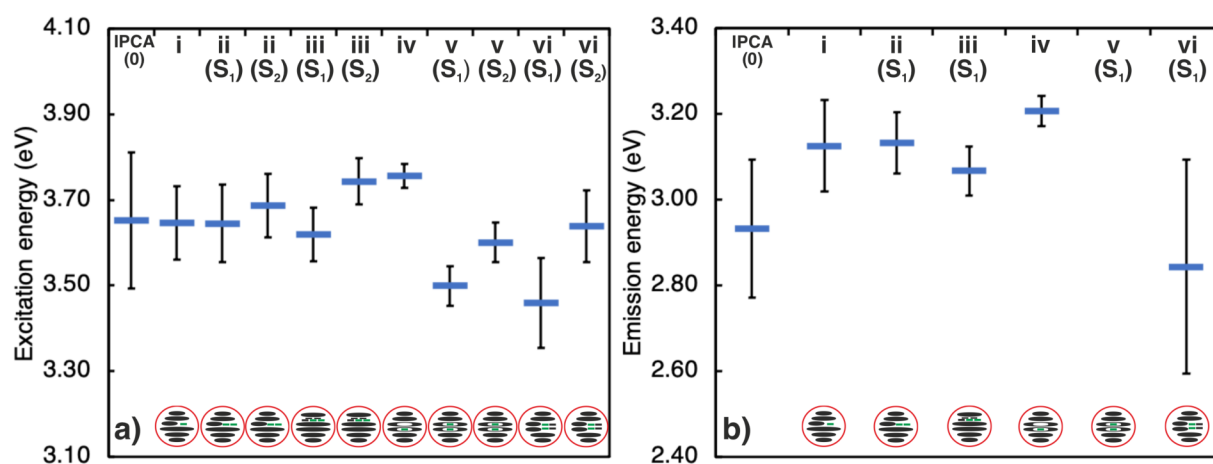 IPCA (0) i ii (S₁) ii (S₂) iii (S₁) iii (S₂) iv v (S₁) v (S₂) vi (S₁) vi (S₂)
Excitation energy (eV)
4.10
3.90
3.70
3.50
3.30
3.10
a)
IPCA (0) i ii (S₁) iii (S₁) iv v (S₁) vi (S₁)
Emission energy (eV)
3.40
3.20
3.00
2.80
2.60
2.40
b)